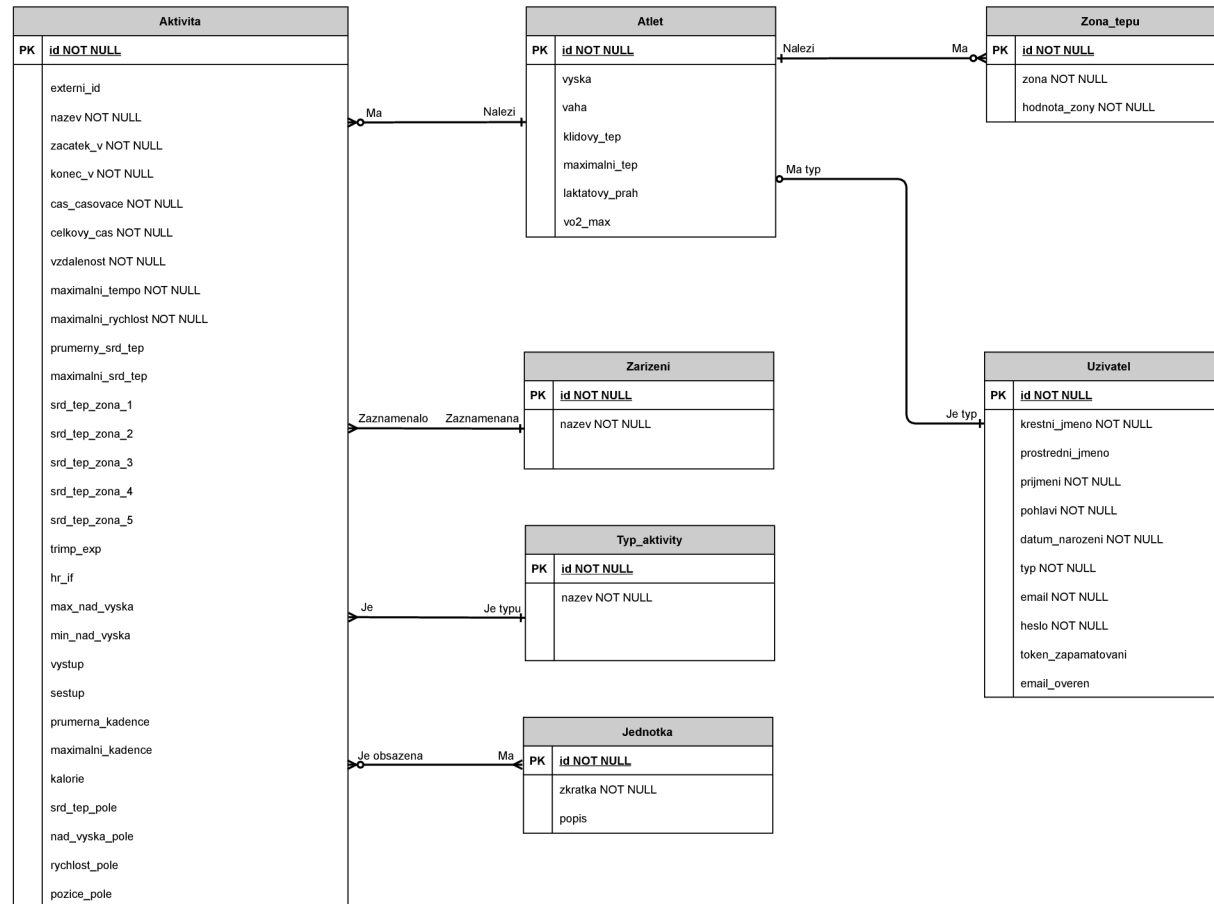 Aktivita
PK id NOT NULL
externi_id
nazev NOT NULL
zacatek_v NOT NULL
konec_v NOT NULL
cas_casovace NOT NULL
celkovy_cas NOT NULL
vzdalenost NOT NULL
maximalni_tempo NOT NULL
maximalni_rychlost NOT NULL
prumerny_srd_tep
maximalni_srd_tep
srd_tep_zona_1
srd_tep_zona_2
srd_tep_zona_3
srd_tep_zona_4
srd_tep_zona_5
trimp_exp
hr_if
max_nad_vyska
min_nad_vyska
vystup
sestup
prumerna_kadence
maximalni_kadence
kalorie
srd_tep_pole
nad_vyska_pole
rychlost_pole
pozice_pole
Ma Nalezi
Zaznamenalo Zaznamenana
Je Je typu
Je obsazena Ma
Atlet
PK id NOT NULL
vyska
vaha
klidovy_tep
maximalni_tep
laktatovy_prah
vo2_max
Zarizeni
PK id NOT NULL
nazev NOT NULL
Typ_aktivity
PK id NOT NULL
nazev NOT NULL
Jednotka
PK id NOT NULL
zkratka NOT NULL
popis
Nalezi Ma
Ma typ
Je typ
Zona_tepu
PK id NOT NULL
zona NOT NULL
hodnota_zony NOT NULL
Uzivatel
PK id NOT NULL
krestni_jmeno NOT NULL
prostredni_jmeno
prijmeni NOT NULL
pohlavi NOT NULL
datum_narozeni NOT NULL
typ NOT NULL
email NOT NULL
heslo NOT NULL
token_zapamatovani
email_overen